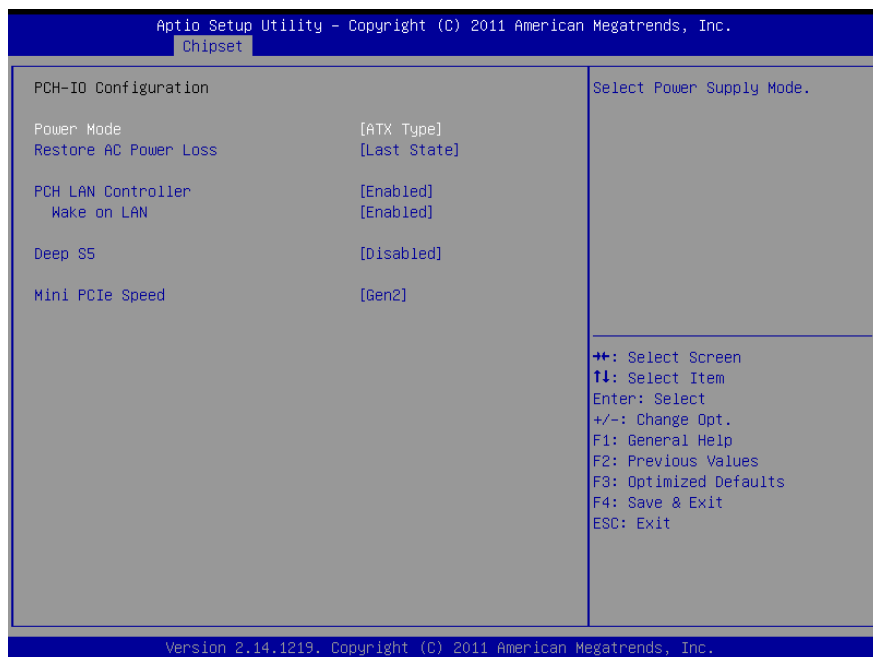 Aptio Setup Utility – Copyright (C) 2011 American Megatrends, Inc.
Chipset
PCH-IO Configuration
Power Mode [ATX Type]
Restore AC Power Loss [Last State]
PCH LAN Controller [Enabled]
Wake on LAN [Enabled]
Deep S5 [Disabled]
Mini PCIe Speed [Gen2]
Select Power Supply Mode.
→←: Select Screen
↑↓: Select Item
Enter: Select
+/-: Change Opt.
F1: General Help
F2: Previous Values
F3: Optimized Defaults
F4: Save & Exit
ESC: Exit
Version 2.14.1219. Copyright (C) 2011 American Megatrends, Inc.